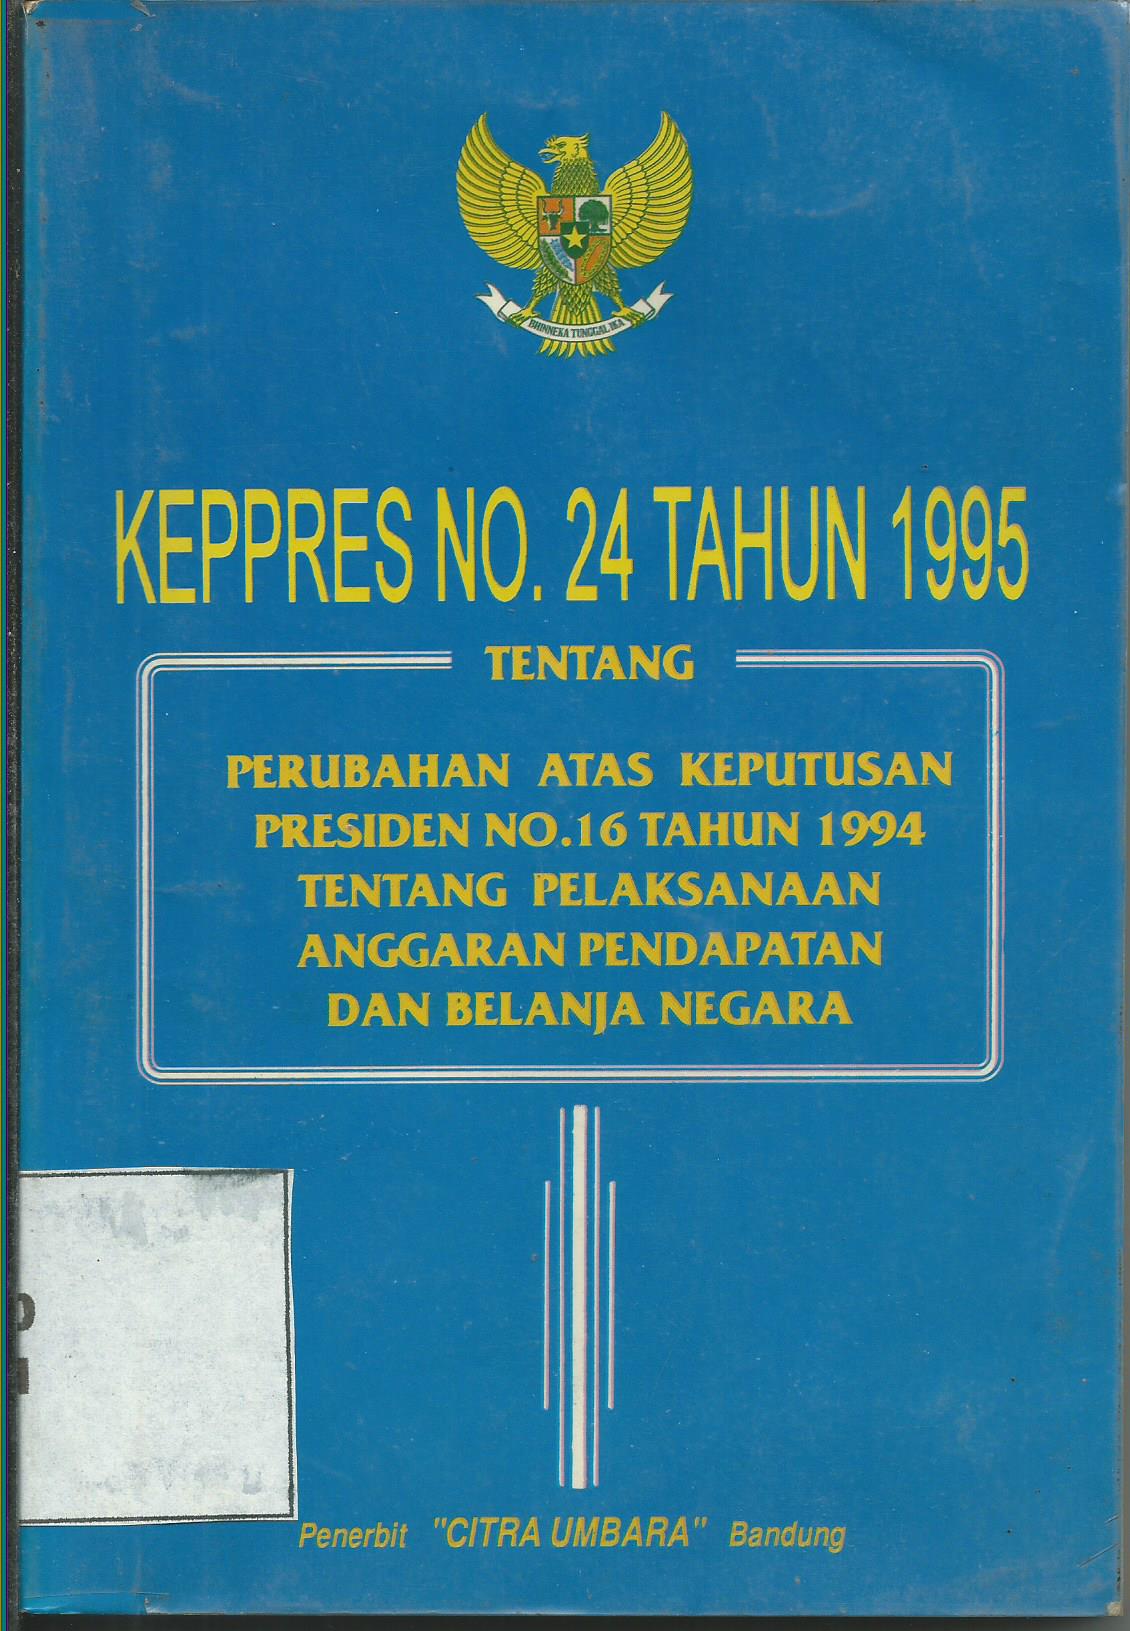 BHINNEKA TUNGGAL IKA
KEPPRES NO. 24 TAHUN 1995
TENTANG
PERUBAHAN ATAS KEPUTUSAN
PRESIDEN NO.16 TAHUN 1994
TENTANG PELAKSANAAN
ANGGARAN PENDAPATAN
DAN BELANJA NEGARA
Penerbit "CITRA UMBARA" Bandung